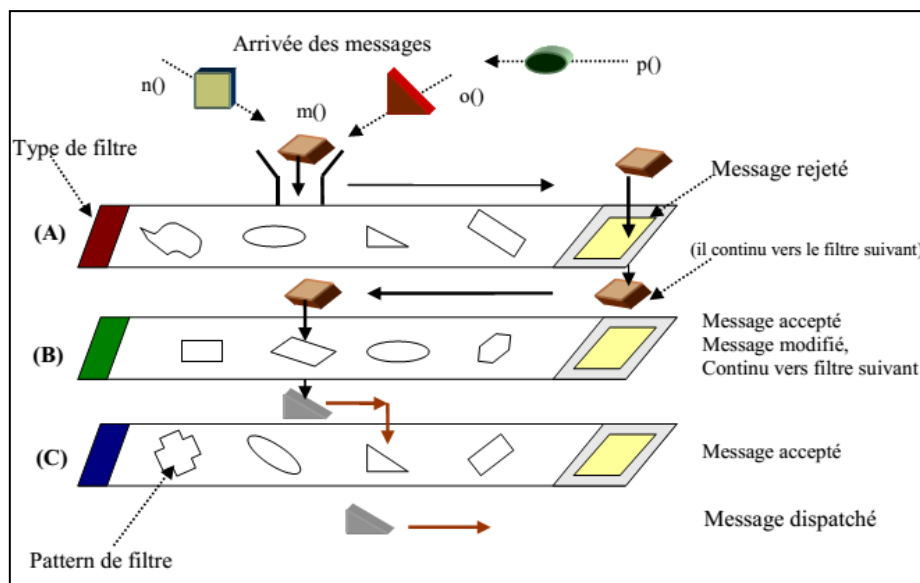 Arrivée des messages
n()
m()
o()
p()
Type de filtre
Message rejeté
(A)
(il continu vers le filtre suivant)
(B)
Message accepté
Message modifié,
Continu vers filtre suivant
(C)
Message accepté
Message dispatché
Pattern de filtre